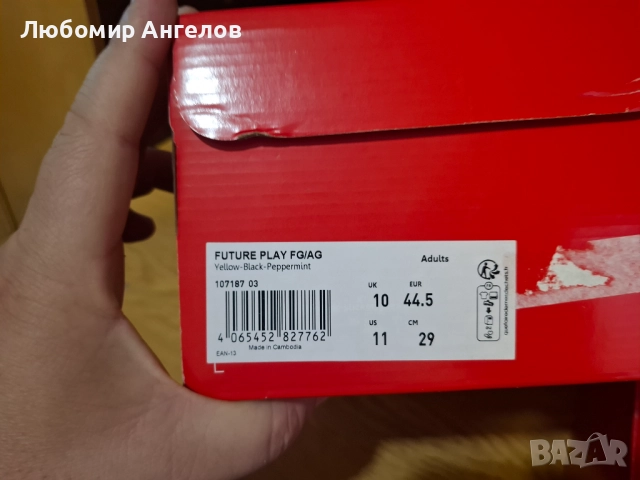 Любомир Ангелов
FUTURE PLAY FG/AG
Adults
Yellow-Black-Peppermint
107187 03
UK
EUR
10
44.5
US
CM
11
29
4 065452 827762
Made in Cambodia
EAN-13
BAZAR